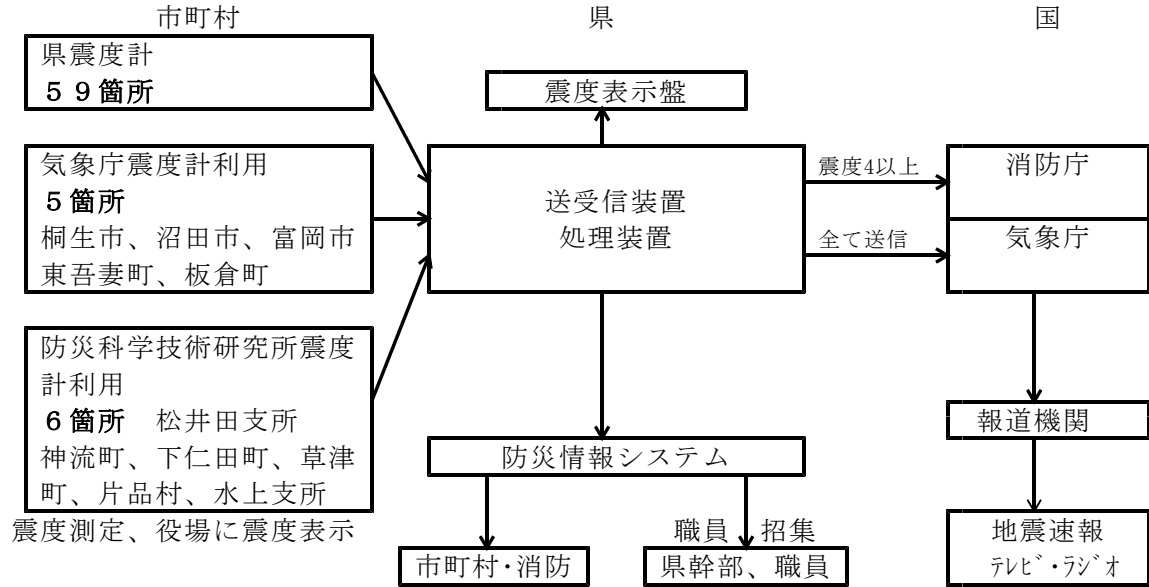 市町村
県
国
県震度計
５９箇所
気象庁震度計利用
５箇所
桐生市、沼田市、富岡市
東吾妻町、板倉町
防災科学技術研究所震度
計利用
６箇所　松井田支所
神流町、下仁田町、草津
町、片品村、水上支所
震度測定、役場に震度表示
震度表示盤
送受信装置
処理装置
防災情報システム
職員　招集
市町村･消防
県幹部、職員
震度4以上
全て送信
消防庁
気象庁
報道機関
地震速報
ﾃﾚﾋﾞ･ﾗｼﾞｵ